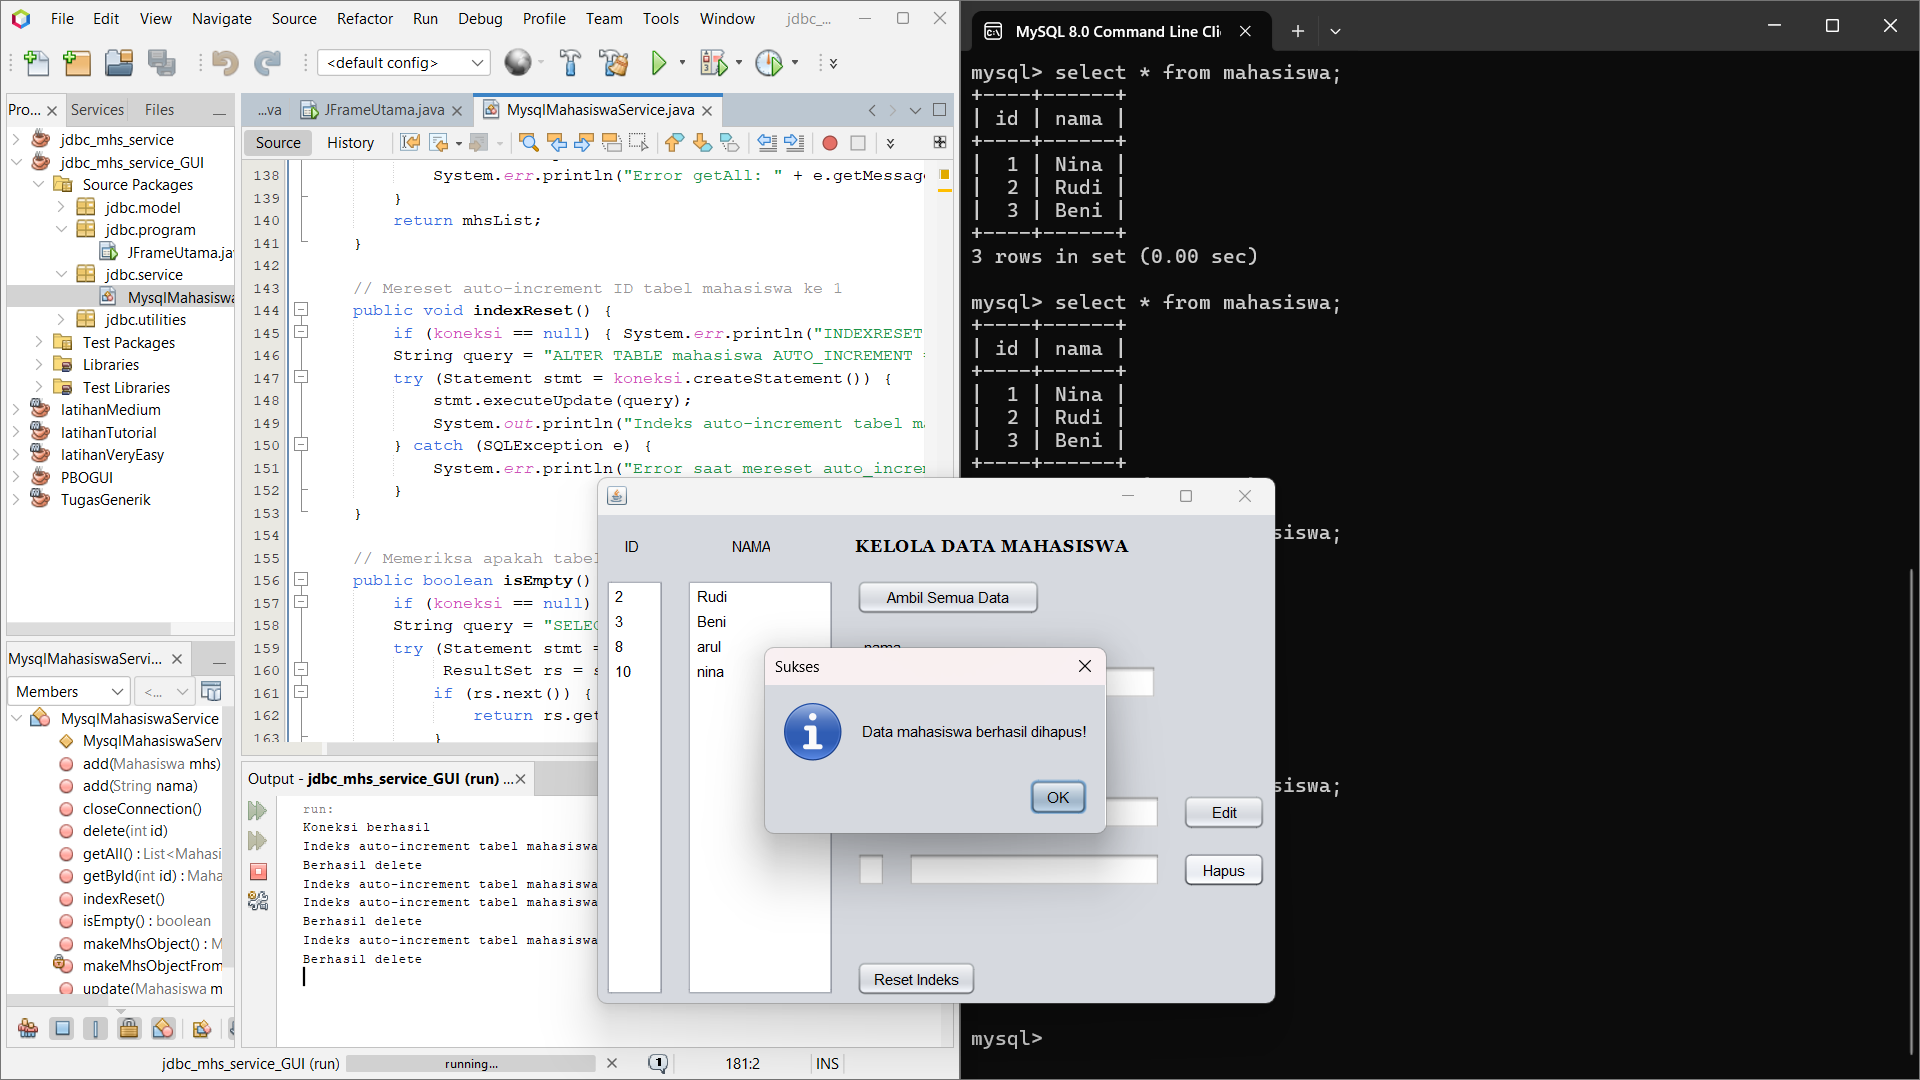 File Edit View Navigate Source Refactor Run Debug Profile Team Tools Window jdbc_...
<default config>
Pro... Services Files
jdbc_mhs_service
jdbc_mhs_service_GUI
Source Packages
jdbc.model
jdbc.program
JFrameUtama.ja
jdbc.service
MysqlMahasiswa
jdbc.utilities
Test Packages
Libraries
Test Libraries
latihanMedium
latihanTutorial
latihanVeryEasy
PBOGUI
TugasGenerik
MysqlMahasiswaServi...
Members <...
MysqlMahasiswaService
MysqlMahasiswaServ
add(Mahasiswa mhs)
add(String nama)
closeConnection()
delete(int id)
getAll() : List<Mahasi
getById(int id) : Maha
indexReset()
isEmpty() : boolean
makeMhsObject() : M
makeMhsObjectFrom
update(Mahasiswa m
...va JFrameUtama.java MysqlMahasiswaService.java
Source History
138 System.err.println("Error getAll: " + e.getMessage
139 }
140 return mhsList;
141 }
142
143 // Mereset auto-increment ID tabel mahasiswa ke 1
144 public void indexReset() {
145 if (koneksi == null) { System.err.println("INDEXRESET
146 String query = "ALTER TABLE mahasiswa AUTO_INCREMENT =
147 try (Statement stmt = koneksi.createStatement()) {
148 stmt.executeUpdate(query);
149 System.out.println("Indeks auto-increment tabel ma
150 } catch (SQLException e) {
151 System.err.println("Error saat mereset auto_increm
152 }
153 }
154
155 // Memeriksa apakah tabel
156 public boolean isEmpty()
157 if (koneksi == null)
158 String query = "SELEC
159 try (Statement stmt =
160 ResultSet rs = s
161 if (rs.next()) {
162 return rs.get
163 }
Output - jdbc_mhs_service_GUI (run) ...
run:
Koneksi berhasil
Indeks auto-increment tabel mahasiswa
Berhasil delete
Indeks auto-increment tabel mahasiswa
Indeks auto-increment tabel mahasiswa
Berhasil delete
Indeks auto-increment tabel mahasiswa
Berhasil delete
jdbc_mhs_service_GUI (run) running... 1 181:2 INS
ID NAMA KELOLA DATA MAHASISWA
2 Rudi
3 Beni
8 arul
10 nina
Ambil Semua Data
nama
Edit
Hapus
Reset Indeks
Sukses
Data mahasiswa berhasil dihapus!
OK
MySQL 8.0 Command Line Cli
mysql> select * from mahasiswa;
+----+------+
| id | nama |
+----+------+
| 1 | Nina |
| 2 | Rudi |
| 3 | Beni |
+----+------+
3 rows in set (0.00 sec)
mysql> select * from mahasiswa;
+----+------+
| id | nama |
+----+------+
| 1 | Nina |
| 2 | Rudi |
| 3 | Beni |
+----+------+
siswa;
siswa;
mysql>